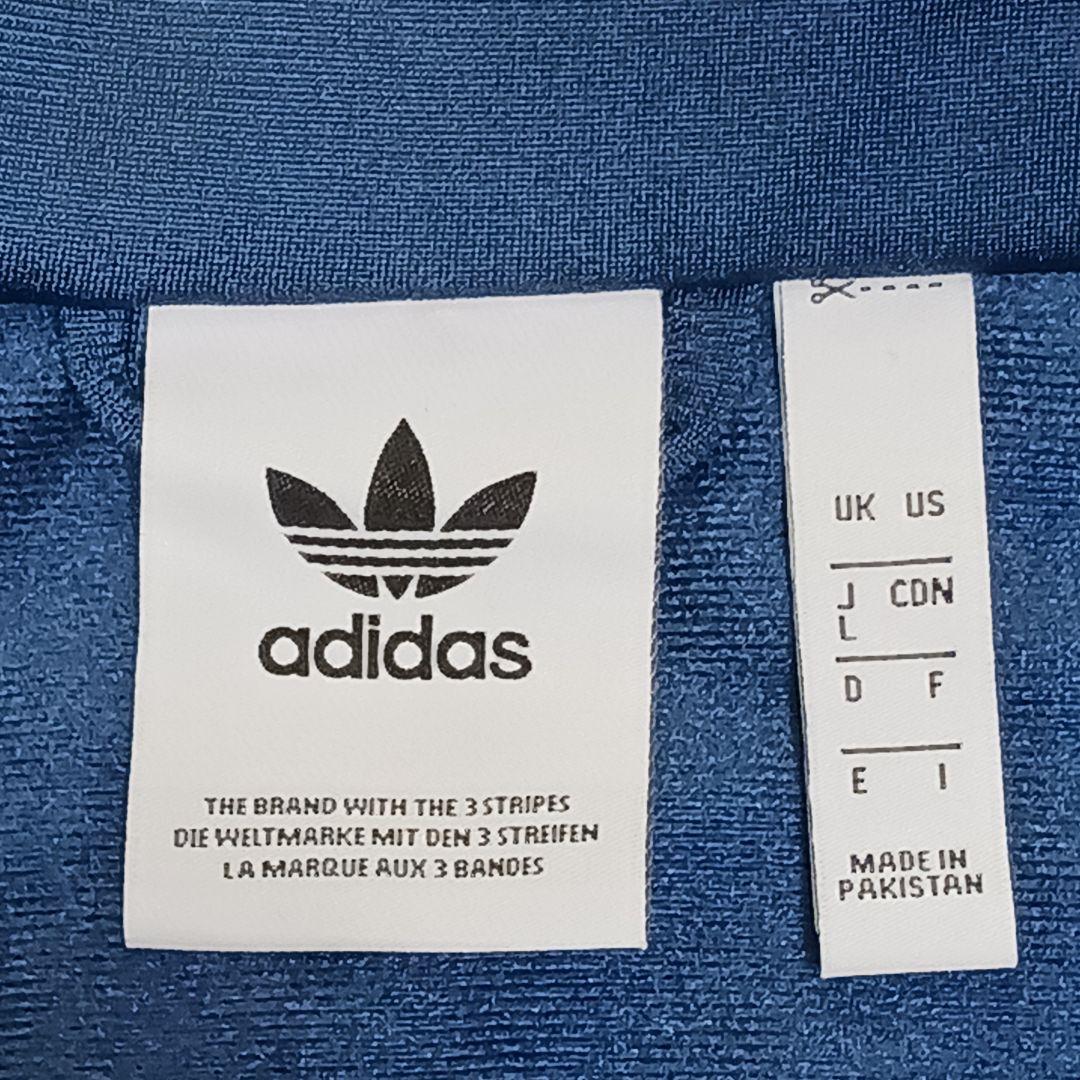 adidas
THE BRAND WITH THE 3 STRIPES
DIE WELTMARKE MIT DEN 3 STREIFEN
LA MARQUE AUX 3 BANDES
UK US
J CDN
L
D F
E I
MADE IN
PAKISTAN